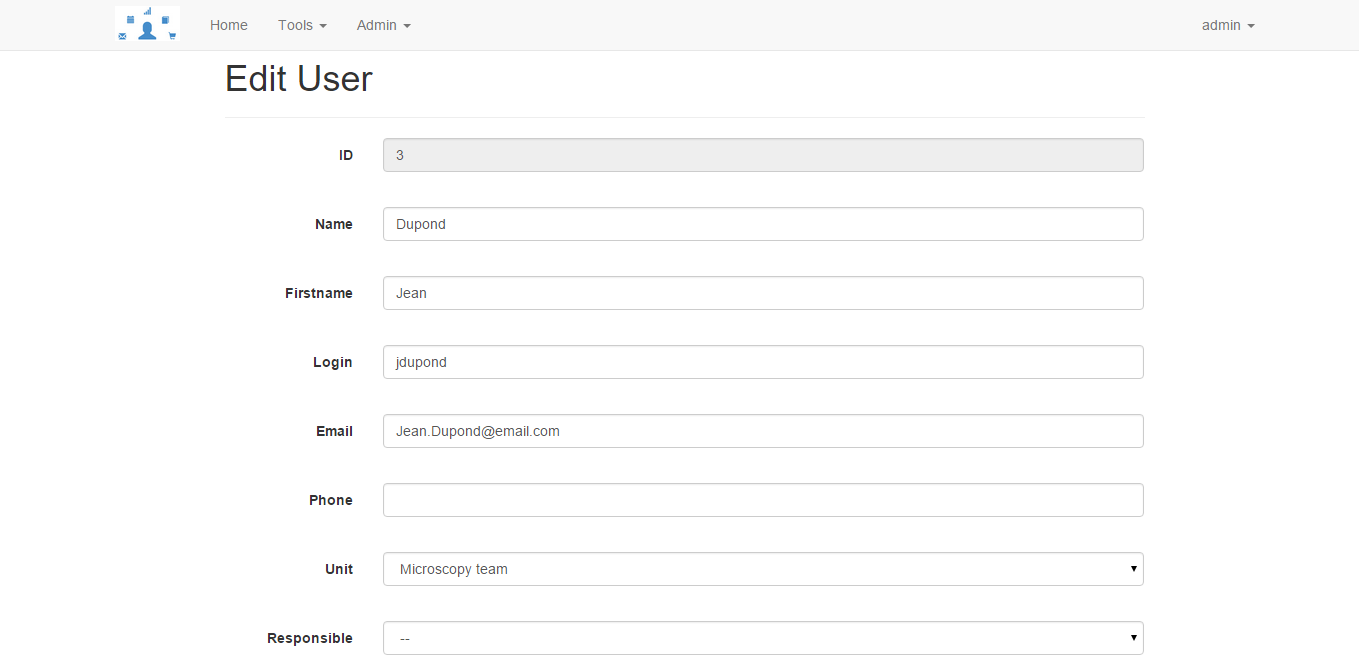 Home Tools Admin admin
Edit User
ID 3
Name Dupond
Firstname Jean
Login jdupond
Email Jean.Dupond@email.com
Phone
Unit Microscopy team
Responsible --